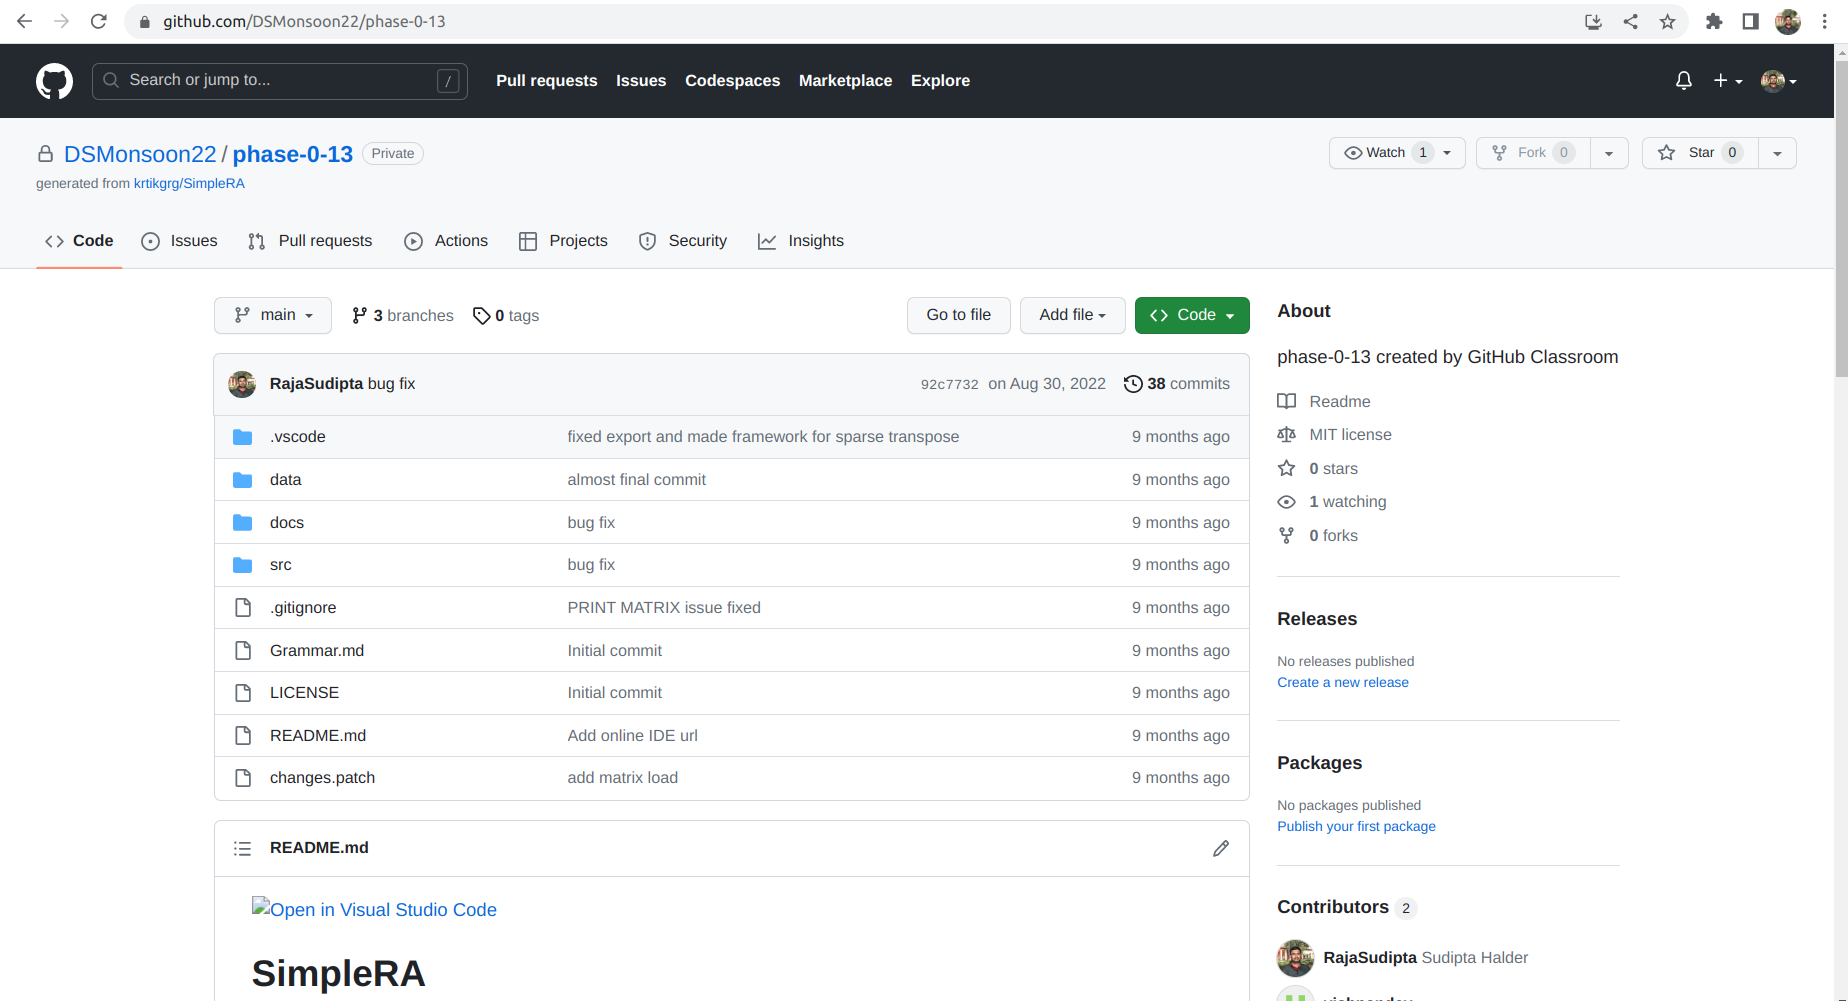 github.com/DSMonsoon22/phase-0-13
Search or jump to... /
Pull requests Issues Codespaces Marketplace Explore
DSMonsoon22 / phase-0-13 Private
Watch 1 Fork 0 Star 0
generated from krtikgrg/SimpleRA
Code Issues Pull requests Actions Projects Security Insights
main 3 branches 0 tags Go to file Add file Code
RajaSudipta bug fix 92c7732 on Aug 30, 2022 38 commits
.vscode fixed export and made framework for sparse transpose 9 months ago
data almost final commit 9 months ago
docs bug fix 9 months ago
src bug fix 9 months ago
.gitignore PRINT MATRIX issue fixed 9 months ago
Grammar.md Initial commit 9 months ago
LICENSE Initial commit 9 months ago
README.md Add online IDE url 9 months ago
changes.patch add matrix load 9 months ago
README.md
Open in Visual Studio Code
SimpleRA
About
phase-0-13 created by GitHub Classroom
Readme
MIT license
0 stars
1 watching
0 forks
Releases
No releases published
Create a new release
Packages
No packages published
Publish your first package
Contributors 2
RajaSudipta Sudipta Halder